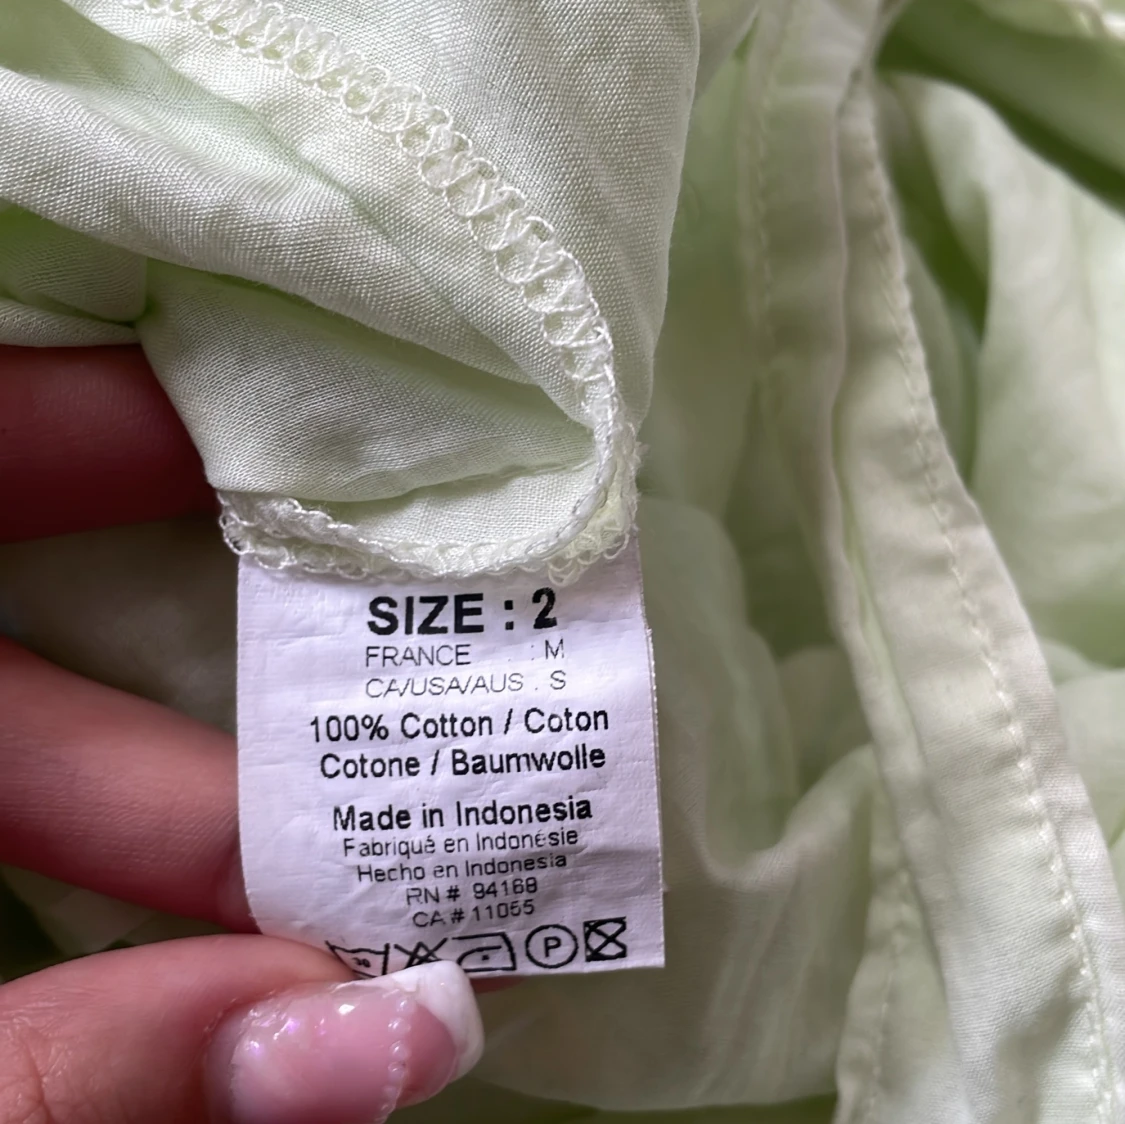 SIZE : 2
FRANCE : M
CA/USA/AUS . S
100% Cotton / Coton
Cotone / Baumwolle
Made in Indonesia
Fabriqué en Indonésie
Hecho en Indonesia
RN # 94168
CA # 11055
30
P